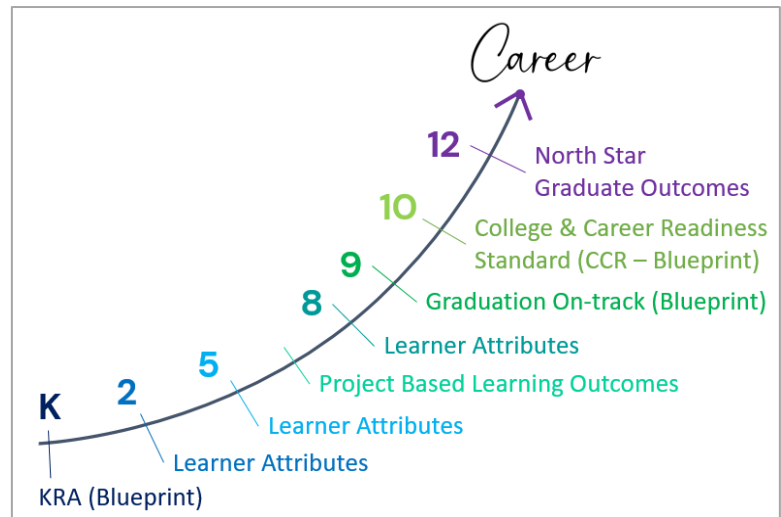 Career
12
North Star
Graduate Outcomes
10
College & Career Readiness
Standard (CCR – Blueprint)
9
Graduation On-track (Blueprint)
8
Learner Attributes
Project Based Learning Outcomes
5
Learner Attributes
2
Learner Attributes
K
KRA (Blueprint)